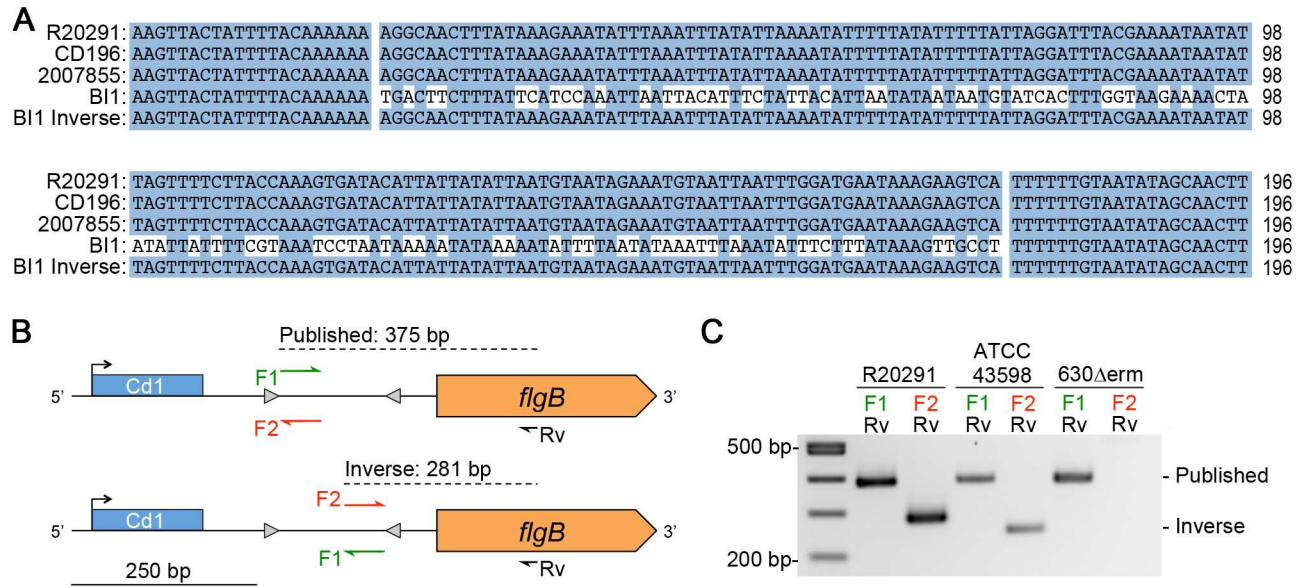 A
R20291: AAGTTACTATTTTACAAAAAA AGGCAACTTTATAAAGAAATATTTAAATTTATATTAAAATATTTTTATATTTTTATTAGGATTTACGAAAATAATAT 98
CD196: AAGTTACTATTTTACAAAAAA AGGCAACTTTATAAAGAAATATTTAAATTTATATTAAAATATTTTTATATTTTTATTAGGATTTACGAAAATAATAT 98
2007855: AAGTTACTATTTTACAAAAAA AGGCAACTTTATAAAGAAATATTTAAATTTATATTAAAATATTTTTATATTTTTATTAGGATTTACGAAAATAATAT 98
BI1: AAGTTACTATTTTACAAAAAA TGACTTCTTTATTCATCCAAATTAATTACATTTCTATTACATTAATATAATAATGTATCACTTTGGTAAGAAAACTA 98
BI1 Inverse: AAGTTACTATTTTACAAAAAA AGGCAACTTTATAAAGAAATATTTAAATTTATATTAAAATATTTTTATATTTTTATTAGGATTTACGAAAATAATAT 98
R20291: TAGTTTTCTTACCAAAGTGATACATTATTATATTAATGTAATAGAAATGTAATTAATTTGGATGAATAAAGAAGTCA TTTTTTGTAATATAGCAACTT 196
CD196: TAGTTTTCTTACCAAAGTGATACATTATTATATTAATGTAATAGAAATGTAATTAATTTGGATGAATAAAGAAGTCA TTTTTTGTAATATAGCAACTT 196
2007855: TAGTTTTCTTACCAAAGTGATACATTATTATATTAATGTAATAGAAATGTAATTAATTTGGATGAATAAAGAAGTCA TTTTTTGTAATATAGCAACTT 196
BI1: ATATTATTTTCGTAAATCCTAATAAAAATATAAAAATATTTTAATATAAATTTAAATATTTCTTTATAAAGTTGCCT TTTTTTGTAATATAGCAACTT 196
BI1 Inverse: TAGTTTTCTTACCAAAGTGATACATTATTATATTAATGTAATAGAAATGTAATTAATTTGGATGAATAAAGAAGTCA TTTTTTGTAATATAGCAACTT 196
B
Published: 375 bp
F1
5' Cd1 flgB 3'
F2
Rv
Inverse: 281 bp
F2
5' Cd1 flgB 3'
F1
Rv
250 bp
C
R20291 ATCC 43598 630Δerm
F1 F2 F1 F2 F1 F2
Rv Rv Rv Rv Rv Rv
500 bp-
- Published
- Inverse
200 bp-